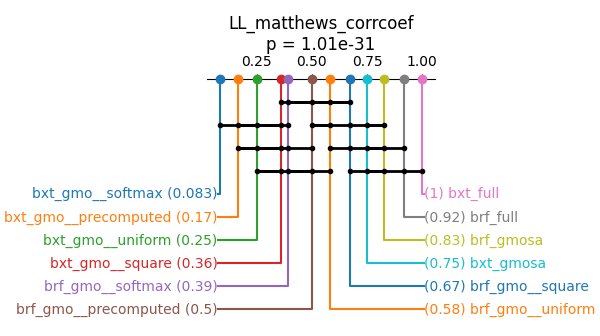 LL_matthews_corrcoef
p = 1.01e-31
0.25 0.50 0.75 1.00
bxt_gmo__softmax (0.083) (1) bxt_full
bxt_gmo__precomputed (0.17) (0.92) brf_full
bxt_gmo__uniform (0.25) (0.83) brf_gmosa
bxt_gmo__square (0.36) (0.75) bxt_gmosa
brf_gmo__softmax (0.39) (0.67) brf_gmo__square
brf_gmo__precomputed (0.5) (0.58) brf_gmo__uniform